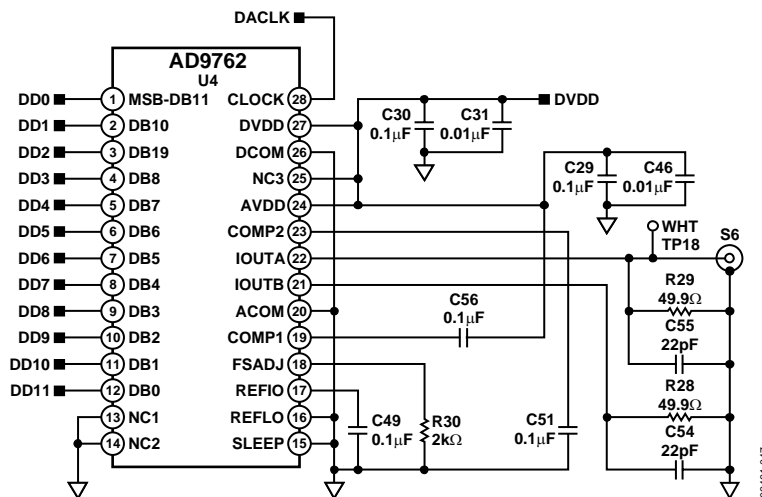 DACLK
AD9762
U4
DD0 1 MSB-DB11 CLOCK 28
DD1 2 DB10 DVDD 27
DD2 3 DB19 DCOM 26
DD3 4 DB8 NC3 25
DD4 5 DB7 AVDD 24
DD5 6 DB6 COMP2 23
DD6 7 DB5 IOUTA 22
DD7 8 DB4 IOUTB 21
DD8 9 DB3 ACOM 20
DD9 10 DB2 COMP1 19
DD10 11 DB1 FSADJ 18
DD11 12 DB0 REFIO 17
13 NC1 REFLO 16
14 NC2 SLEEP 15
DVDD
C30
0.1µF
C31
0.01µF
C29
0.1µF
C46
0.01µF
WHT
TP18
S6
R29
49.9Ω
C55
22pF
R28
49.9Ω
C54
22pF
C56
0.1µF
C49
0.1µF
R30
2kΩ
C51
0.1µF